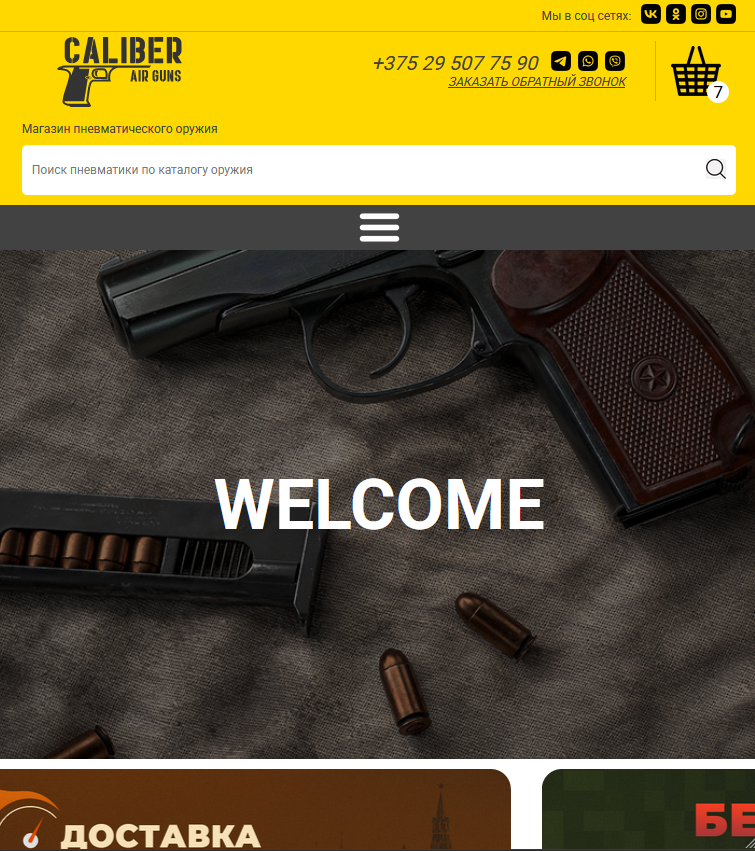 Мы в соц сетях:
CALIBER
AIR GUNS
+375 29 507 75 90
ЗАКАЗАТЬ ОБРАТНЫЙ ЗВОНОК
7
Магазин пневматического оружия
Поиск пневматики по каталогу оружия
WELCOME
ДОСТАВКА